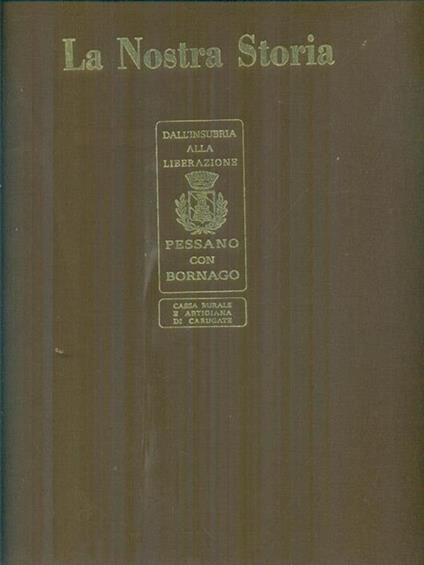 La Nostra Storia
DALL'INSUBRIA
ALLA
LIBERAZIONE
PESSANO
CON
BORNAGO
CASSA RURALE
E ARTIGIANA
DI CARUGATE